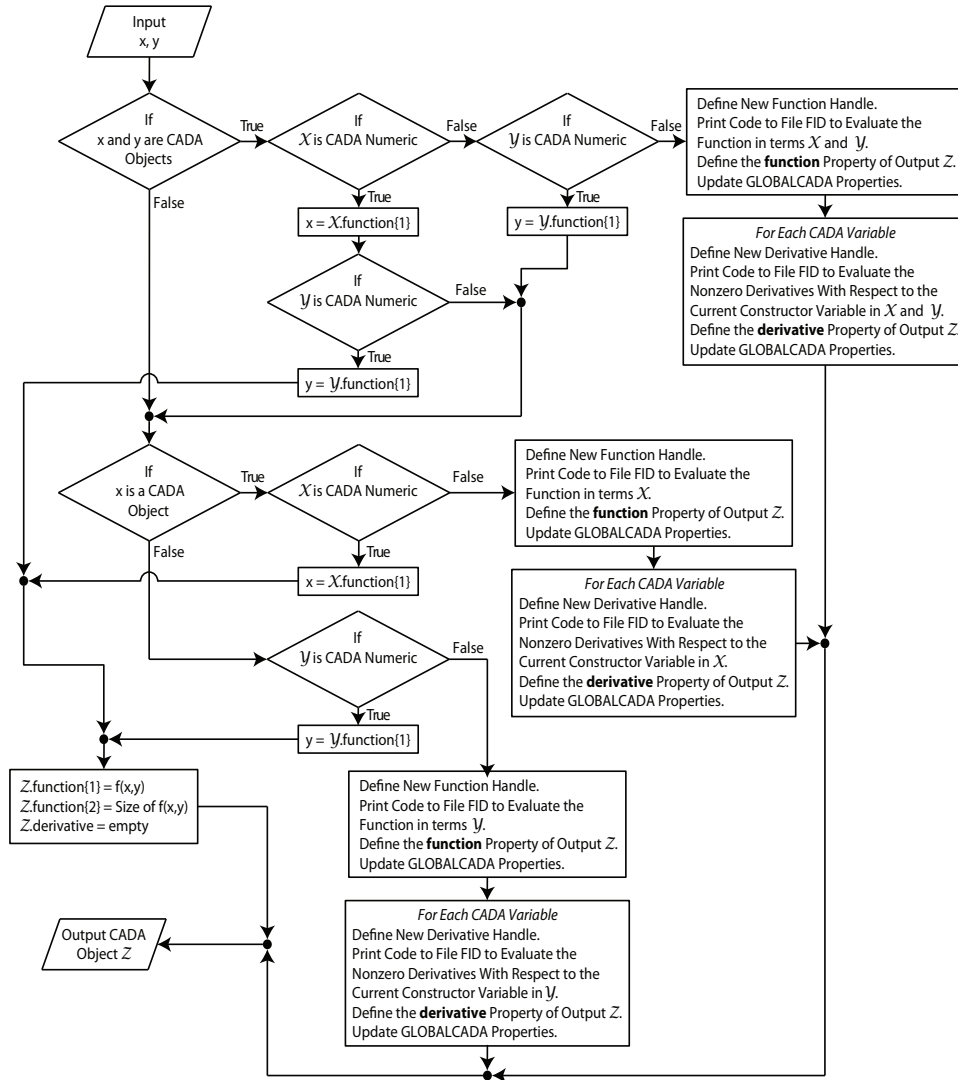 Input
x, y
If
x and y are CADA
Objects
True
False
If
𝒳 is CADA Numeric
False
True
If
𝒴 is CADA Numeric
False
True
Define New Function Handle.
Print Code to File FID to Evaluate the
Function in terms 𝒳 and 𝒴.
Define the function Property of Output 𝒵.
Update GLOBALCADA Properties.
x = 𝒳.function{1}
y = 𝒴.function{1}
For Each CADA Variable
Define New Derivative Handle.
Print Code to File FID to Evaluate the
Nonzero Derivatives With Respect to the
Current Constructor Variable in 𝒳 and 𝒴.
Define the derivative Property of Output 𝒵.
Update GLOBALCADA Properties.
If
𝒴 is CADA Numeric
False
True
y = 𝒴.function{1}
If
x is a CADA
Object
True
False
If
𝒳 is CADA Numeric
False
True
Define New Function Handle.
Print Code to File FID to Evaluate the
Function in terms 𝒳.
Define the function Property of Output 𝒵.
Update GLOBALCADA Properties.
x = 𝒳.function{1}
For Each CADA Variable
Define New Derivative Handle.
Print Code to File FID to Evaluate the
Nonzero Derivatives With Respect to the
Current Constructor Variable in 𝒳.
Define the derivative Property of Output 𝒵.
Update GLOBALCADA Properties.
If
𝒴 is CADA Numeric
False
True
y = 𝒴.function{1}
𝒵.function{1} = f(x,y)
𝒵.function{2} = Size of f(x,y)
𝒵.derivative = empty
Define New Function Handle.
Print Code to File FID to Evaluate the
Function in terms 𝒴.
Define the function Property of Output 𝒵.
Update GLOBALCADA Properties.
For Each CADA Variable
Define New Derivative Handle.
Print Code to File FID to Evaluate the
Nonzero Derivatives With Respect to the
Current Constructor Variable in 𝒴.
Define the derivative Property of Output 𝒵.
Update GLOBALCADA Properties.
Output CADA
Object 𝒵